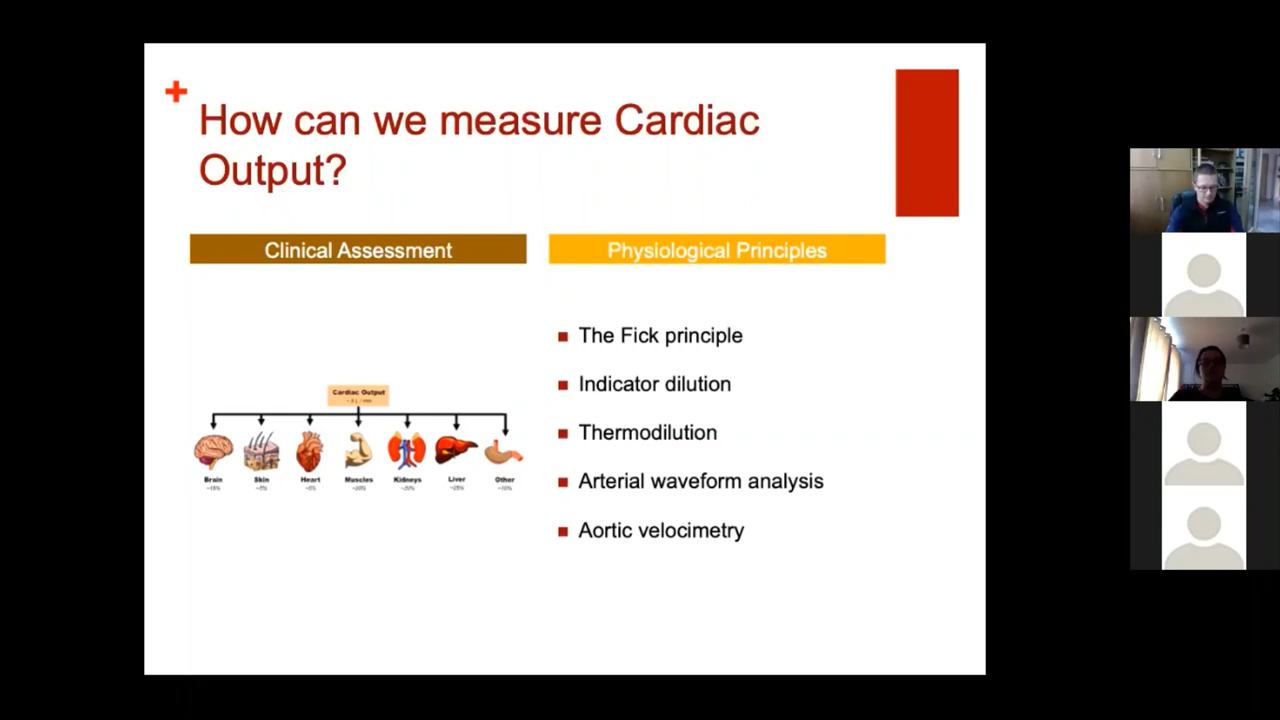 How can we measure Cardiac
Output?
Clinical Assessment
Physiological Principles
Cardiac Output
Brain
Skin
Heart
Muscles
Kidneys
Liver
Other
The Fick principle
Indicator dilution
Thermodilution
Arterial waveform analysis
Aortic velocimetry